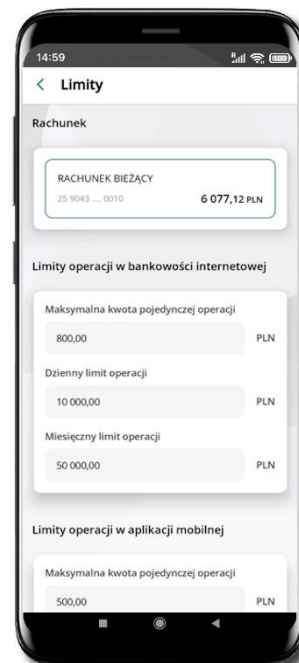 14:59
R
Limity
Rachunek
RACHUNEK BIEŻĄCY
25 9043 .... 0010 6 077,12 PLN
Limity operacji w bankowości internetowej
Maksymalna kwota pojedynczej operacji
800,00 PLN
Dzienny limit operacji
10 000,00 PLN
Miesięczny limit operacji
50 000,00 PLN
Limity operacji w aplikacji mobilnej
Maksymalna kwota pojedynczej operacji
500,00 PLN